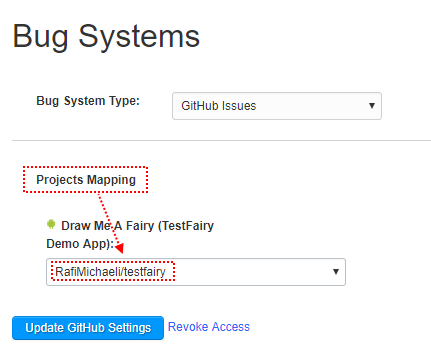 Bug Systems
Bug System Type: GitHub Issues
Projects Mapping
Draw Me A Fairy (TestFairy
Demo App):
RafiMichaeli/testfairy
Update GitHub Settings Revoke Access